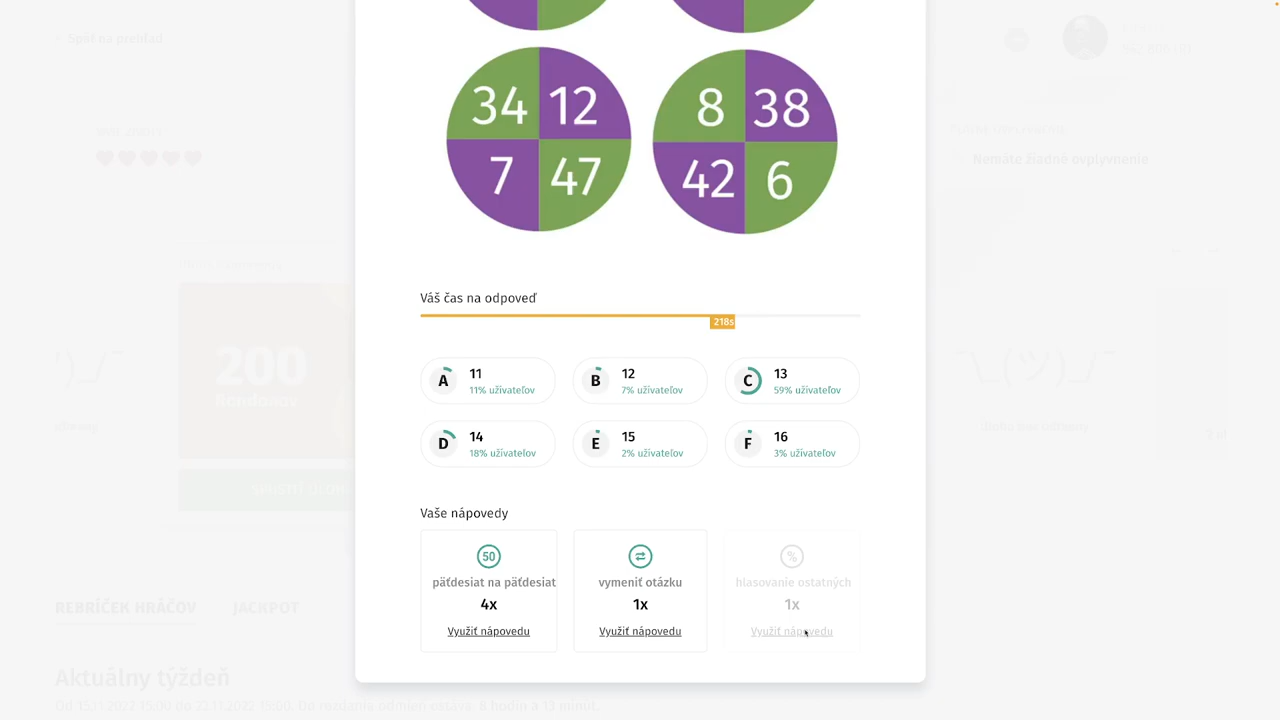 Späť na prehľad
34 12
7 47
8 38
42 6
Nemáte žiadne ovplyvnenie
Váš čas na odpoveď
218s
200
A 11
11% užívateľov
B 12
7% užívateľov
C 13
59% užívateľov
D 14
18% užívateľov
E 15
2% užívateľov
F 16
3% užívateľov
Vaše nápovedy
50
päťdesiat na päťdesiat
4x
Využiť nápovedu
vymeniť otázku
1x
Využiť nápovedu
%
hlasovanie ostatných
1x
Využiť nápovedu
REBRÍČEK HRÁČOV JACKPOT
Aktuálny týždeň